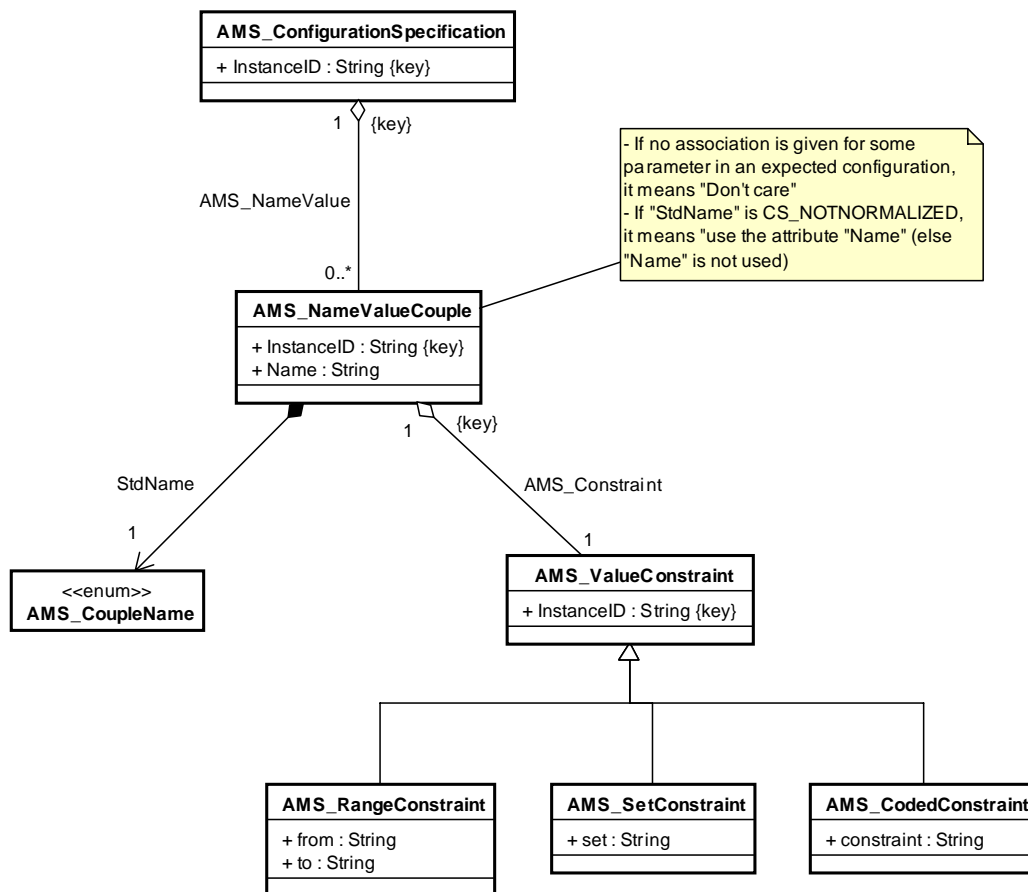 AMS_ConfigurationSpecification
+ InstanceID : String {key}
1 {key}
AMS_NameValue
0..*
- If no association is given for some
parameter in an expected configuration,
it means "Don't care"
- If "StdName" is CS_NOTNORMALIZED,
it means "use the attribute "Name" (else
"Name" is not used)
AMS_NameValueCouple
+ InstanceID : String {key}
+ Name : String
1 {key}
StdName
1
AMS_Constraint
1
<<enum>>
AMS_CoupleName
AMS_ValueConstraint
+ InstanceID : String {key}
AMS_RangeConstraint
+ from : String
+ to : String
AMS_SetConstraint
+ set : String
AMS_CodedConstraint
+ constraint : String